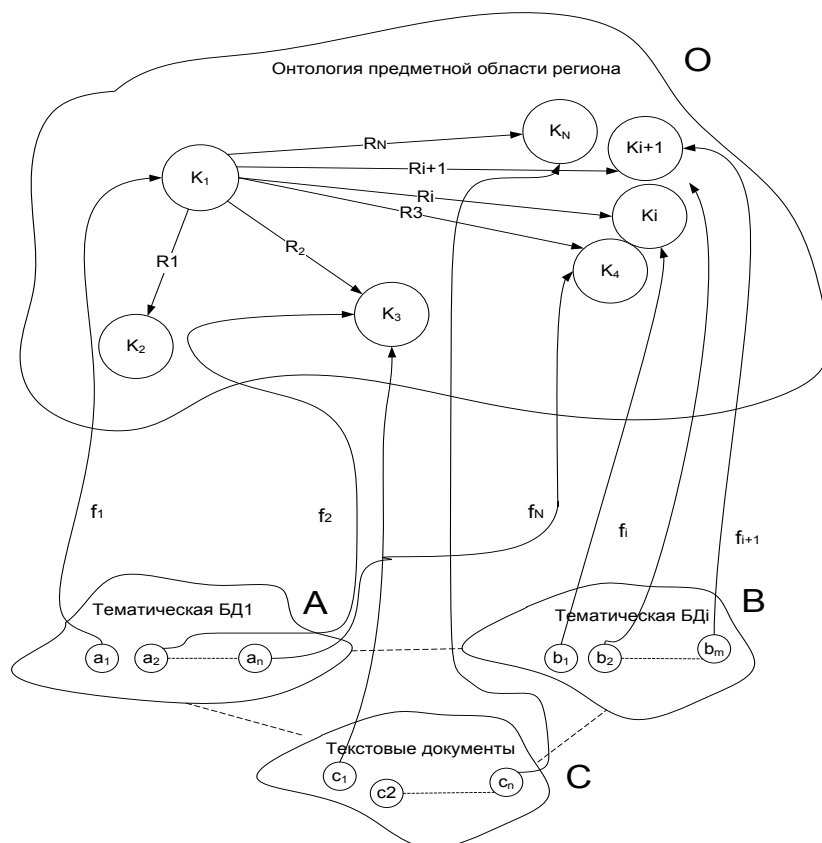 O
Онтология предметной области региона
K₁
K₂
K₃
K₄
Ki
Ki+1
KN
RN
Ri+1
Ri
R3
R₂
R1
f₁
f₂
fN
fi
fi+1
A
Тематическая БД1
a₁
a₂
an
B
Тематическая БДi
b₁
b₂
bm
Текстовые документы
C
c₁
c2
cn